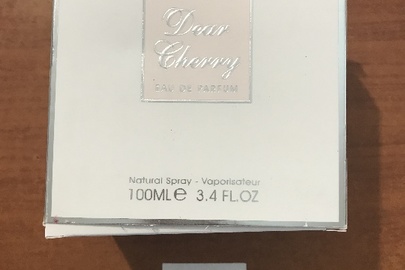 Dear
Cherry
EAU DE PARFUM
Natural Spray - Vaporisateur
100ML e 3.4 FL.OZ